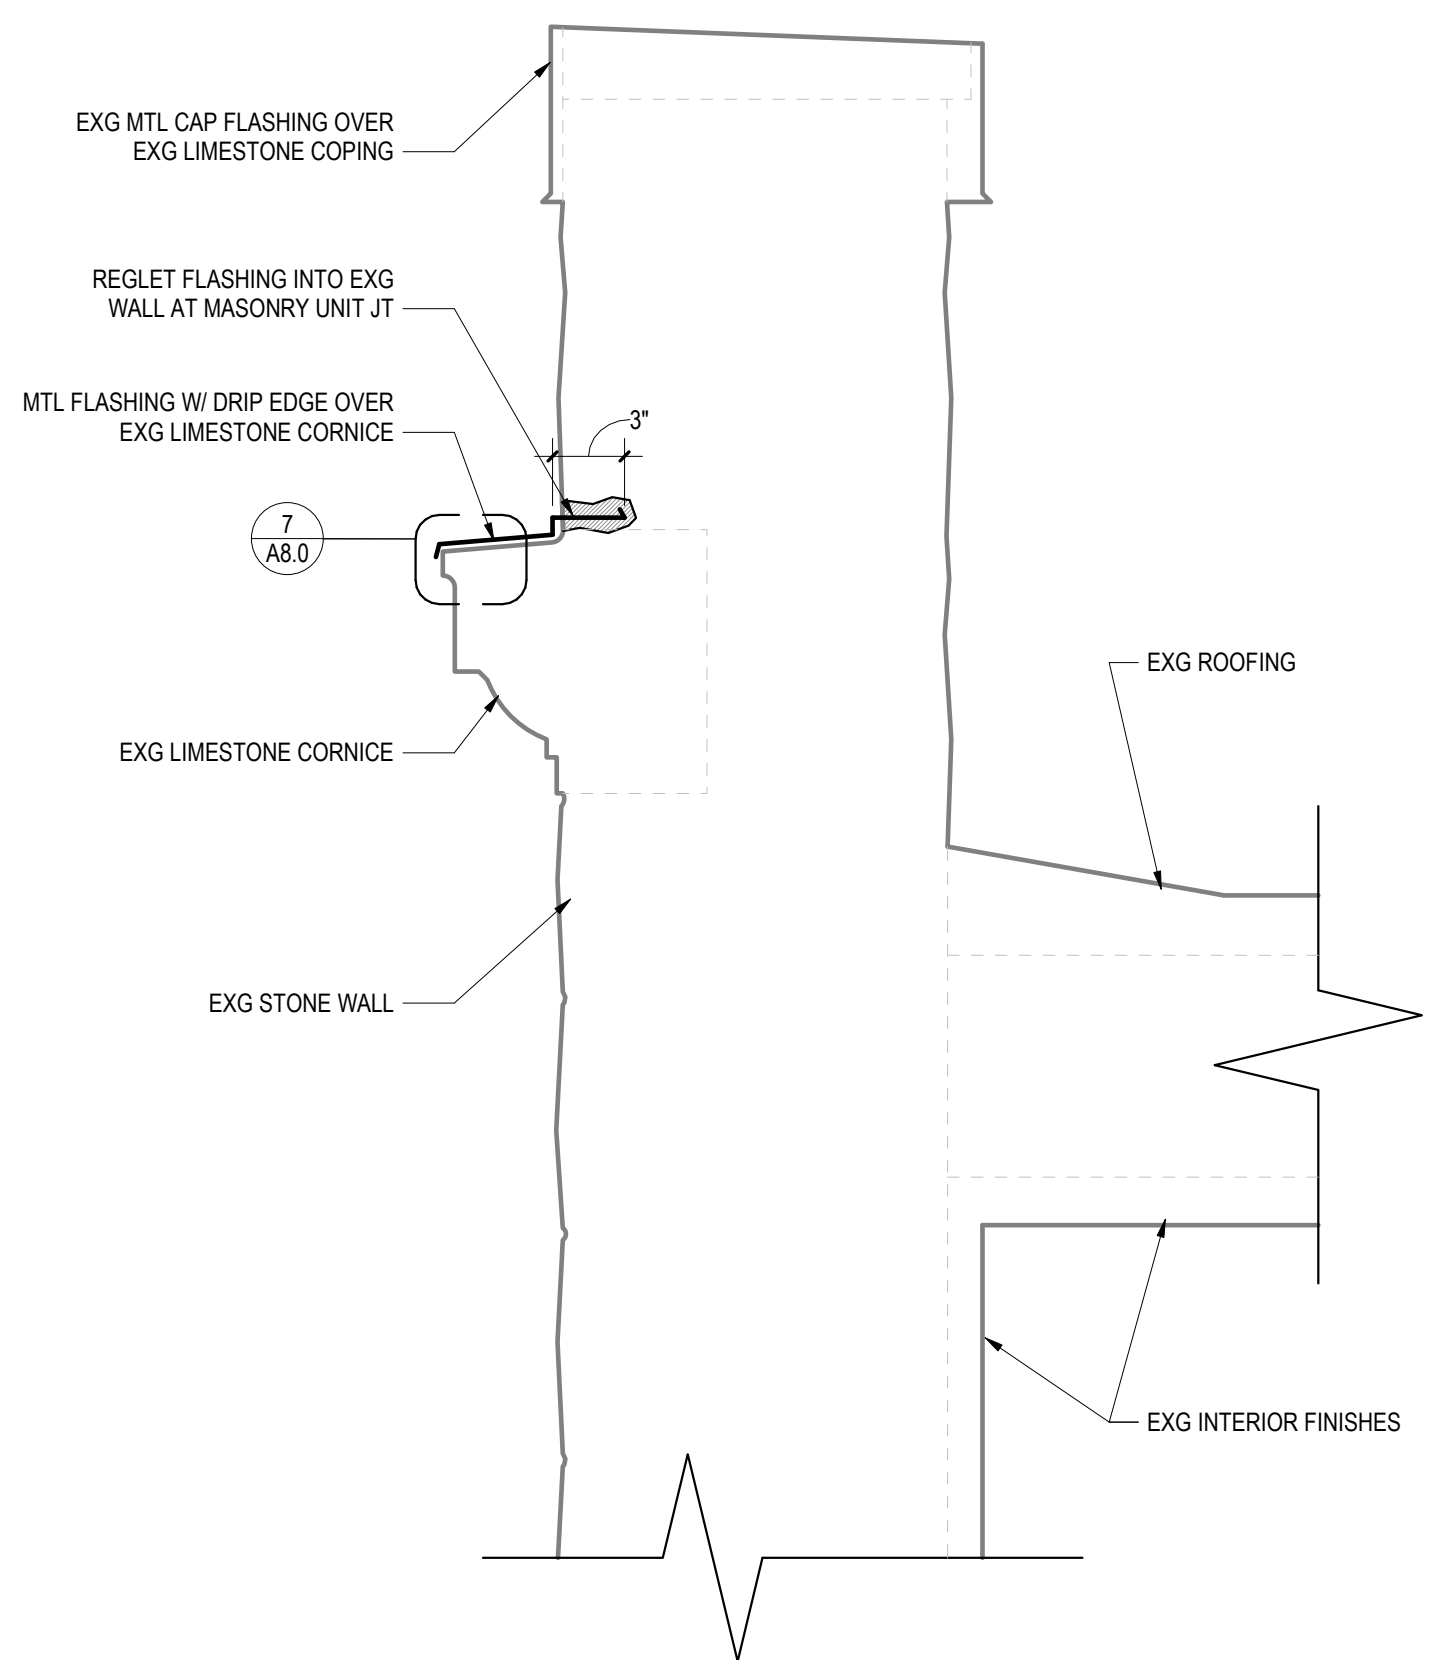 EXG MTL CAP FLASHING OVER
EXG LIMESTONE COPING
REGLET FLASHING INTO EXG
WALL AT MASONRY UNIT JT
MTL FLASHING W/ DRIP EDGE OVER
EXG LIMESTONE CORNICE
3"
7
A8.0
EXG ROOFING
EXG LIMESTONE CORNICE
EXG STONE WALL
EXG INTERIOR FINISHES